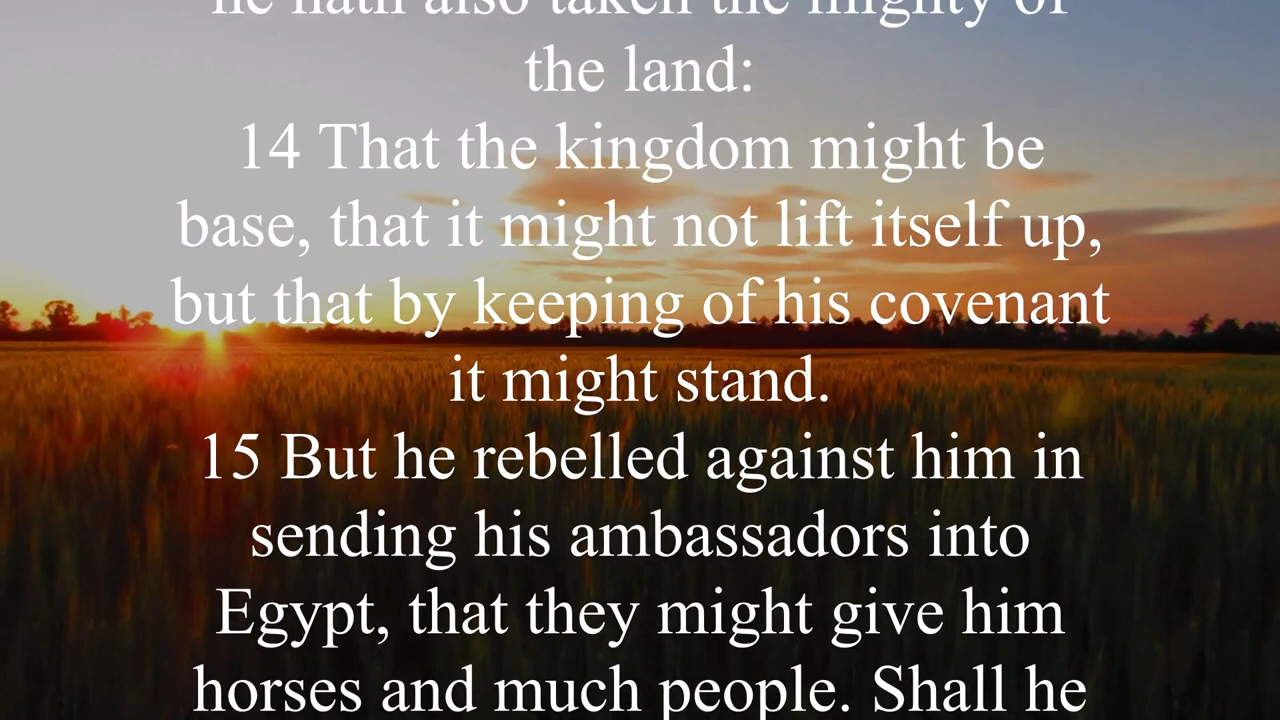 he hath also taken the mighty of
the land:
14 That the kingdom might be
base, that it might not lift itself up,
but that by keeping of his covenant
it might stand.
15 But he rebelled against him in
sending his ambassadors into
Egypt, that they might give him
horses and much people. Shall he